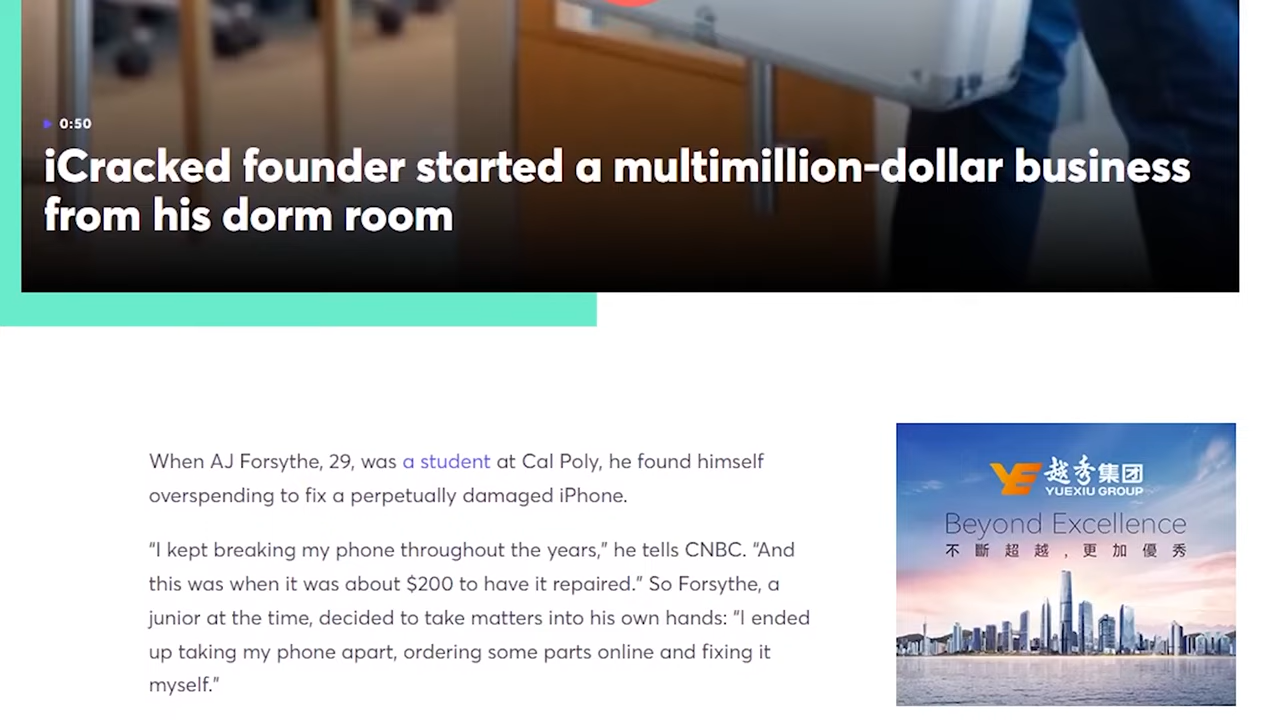 0:50
iCracked founder started a multimillion-dollar business
from his dorm room
When AJ Forsythe, 29, was a student at Cal Poly, he found himself
overspending to fix a perpetually damaged iPhone.
“I kept breaking my phone throughout the years,” he tells CNBC. “And
this was when it was about $200 to have it repaired.” So Forsythe, a
junior at the time, decided to take matters into his own hands: “I ended
up taking my phone apart, ordering some parts online and fixing it
myself.”
YE 越秀集团
YUEXIU GROUP
Beyond Excellence
不斷超越，更加優秀